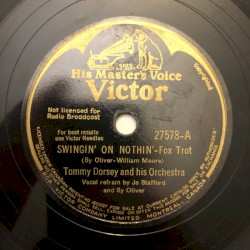 His Master's Voice
Victor
Not Licensed for
Radio Broadcast
For best results
use Victor Needles
27578-A
SWINGIN' ON NOTHIN'-Fox Trot
(Sy Oliver-William Moore)
Tommy Dorsey and his Orchestra
Vocal refrain by Jo Stafford
and Sy Oliver